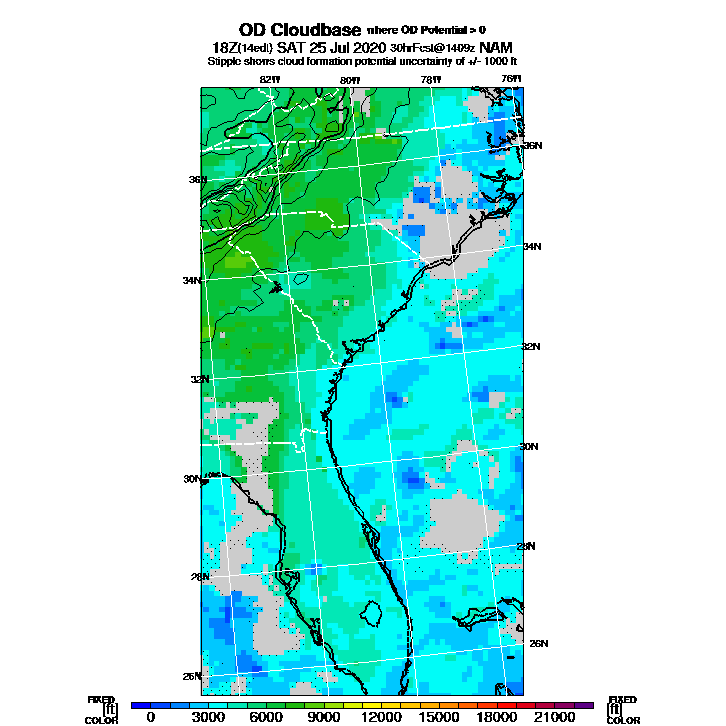 OD Cloudbase where OD Potential > 0
18Z(14edt) SAT 25 Jul 2020 30hrFcst@1409z NAM
Stipple shows cloud formation potential uncertainty of +/- 1000 ft
82W 80W 78W 76W
36N
36N
34N
34N
32N
32N
30N
30N
28N
28N
26N
26N
FIXED FIXED
[ft] [ft]
COLOR 0 3000 6000 9000 12000 15000 18000 21000 COLOR